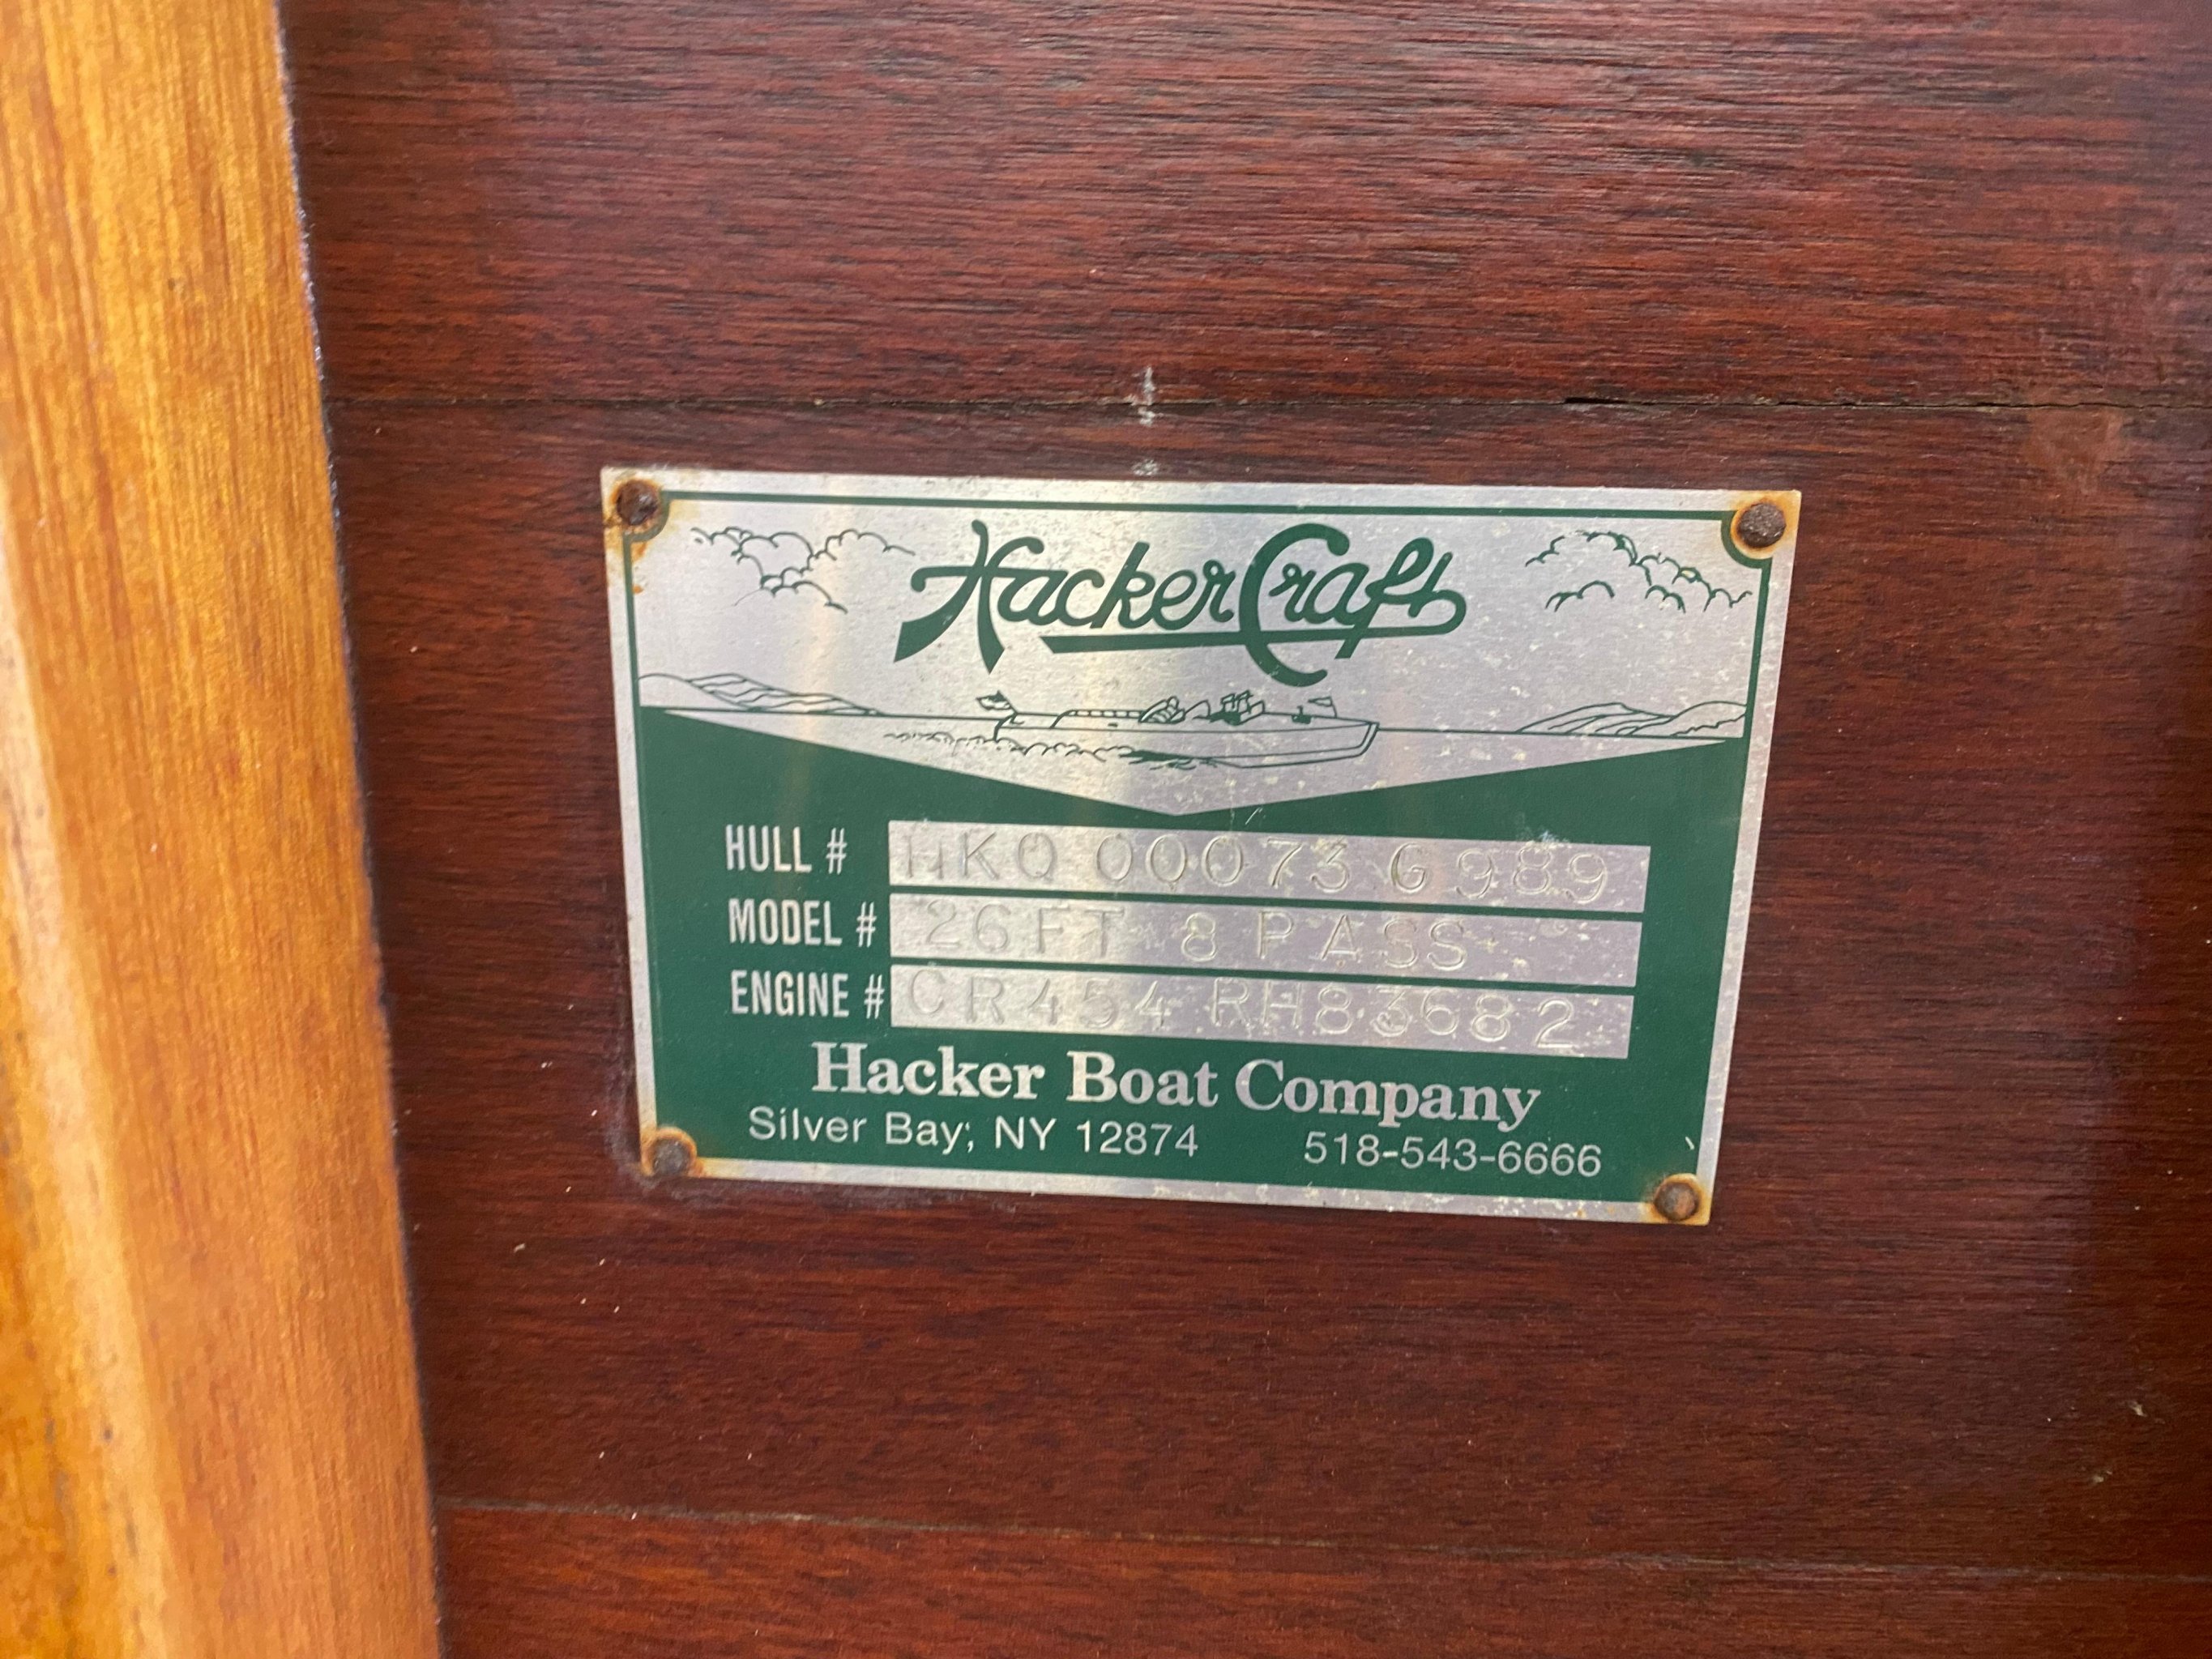 HackerCraft
HULL # HKQ 00073 G989
MODEL # 26FT 8 PASS
ENGINE # CR454 RH83682
Hacker Boat Company
Silver Bay, NY 12874 518-543-6666